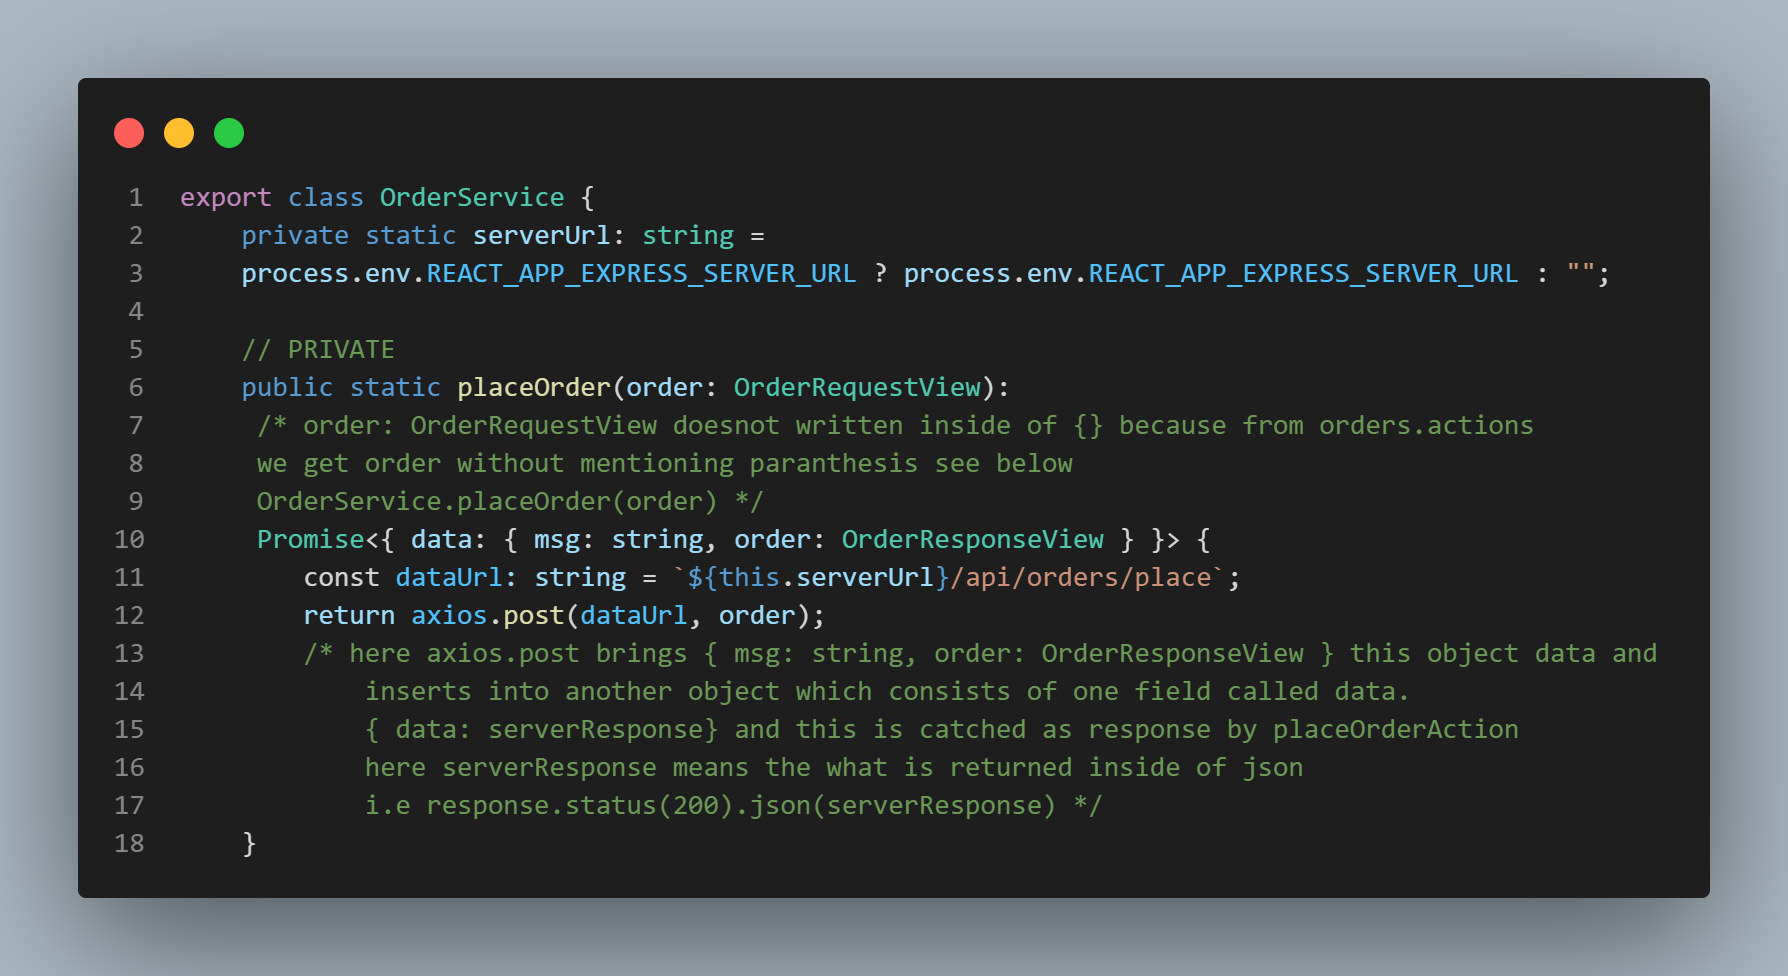 1 export class OrderService {
2 private static serverUrl: string =
3 process.env.REACT_APP_EXPRESS_SERVER_URL ? process.env.REACT_APP_EXPRESS_SERVER_URL : "";
4
5 // PRIVATE
6 public static placeOrder(order: OrderRequestView):
7 /* order: OrderRequestView doesnot written inside of {} because from orders.actions
8 we get order without mentioning paranthesis see below
9 OrderService.placeOrder(order) */
10 Promise<{ data: { msg: string, order: OrderResponseView } }> {
11 const dataUrl: string = `${this.serverUrl}/api/orders/place`;
12 return axios.post(dataUrl, order);
13 /* here axios.post brings { msg: string, order: OrderResponseView } this object data and
14 inserts into another object which consists of one field called data.
15 { data: serverResponse} and this is catched as response by placeOrderAction
16 here serverResponse means the what is returned inside of json
17 i.e response.status(200).json(serverResponse) */
18 }